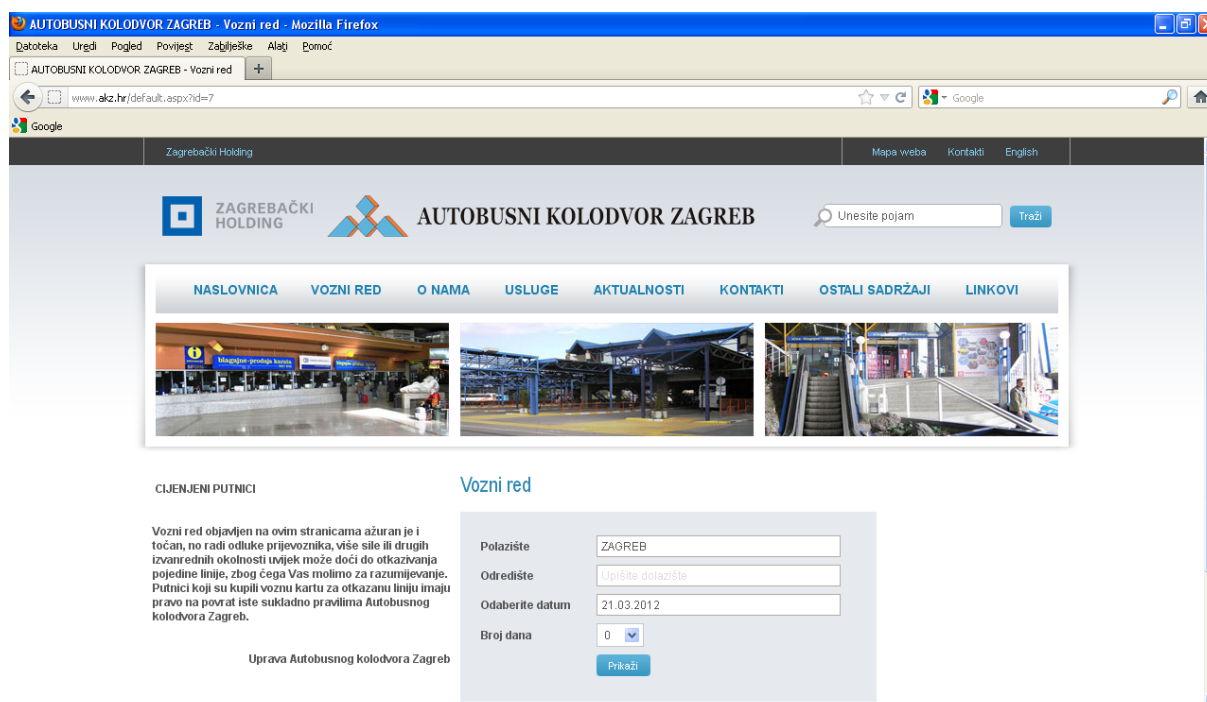 AUTOBUSNI KOLODVOR ZAGREB - Vozni red - Mozilla Firefox
Datoteka Uredi Pogled Povijest Zabilješke Alati Pomoć
AUTOBUSNI KOLODVOR ZAGREB - Vozni red +
www.akz.hr/default.aspx?id=7
Google
Google
Zagrebački Holding Mapa weba Kontakti English
ZAGREBAČKI
HOLDING
AUTOBUSNI KOLODVOR ZAGREB
Unesite pojam Traži
NASLOVNICA VOZNI RED O NAMA USLUGE AKTUALNOSTI KONTAKTI OSTALI SADRŽAJI LINKOVI
i blagajne-prodaja karata
CIJENJENI PUTNICI
Vozni red objavljen na ovim stranicama ažuran je i
točan, no radi odluke prijevoznika, više sile ili drugih
izvanrednih okolnosti uvijek može doći do otkazivanja
pojedine linije, zbog čega Vas molimo za razumijevanje.
Putnici koji su kupili voznu kartu za otkazanu liniju imaju
pravo na povrat iste sukladno pravilima Autobusnog
kolodvora Zagreb.
Uprava Autobusnog kolodvora Zagreb
Vozni red
Polazište ZAGREB
Odredište Upišite dolazište
Odaberite datum 21.03.2012
Broj dana 0
Prikaži